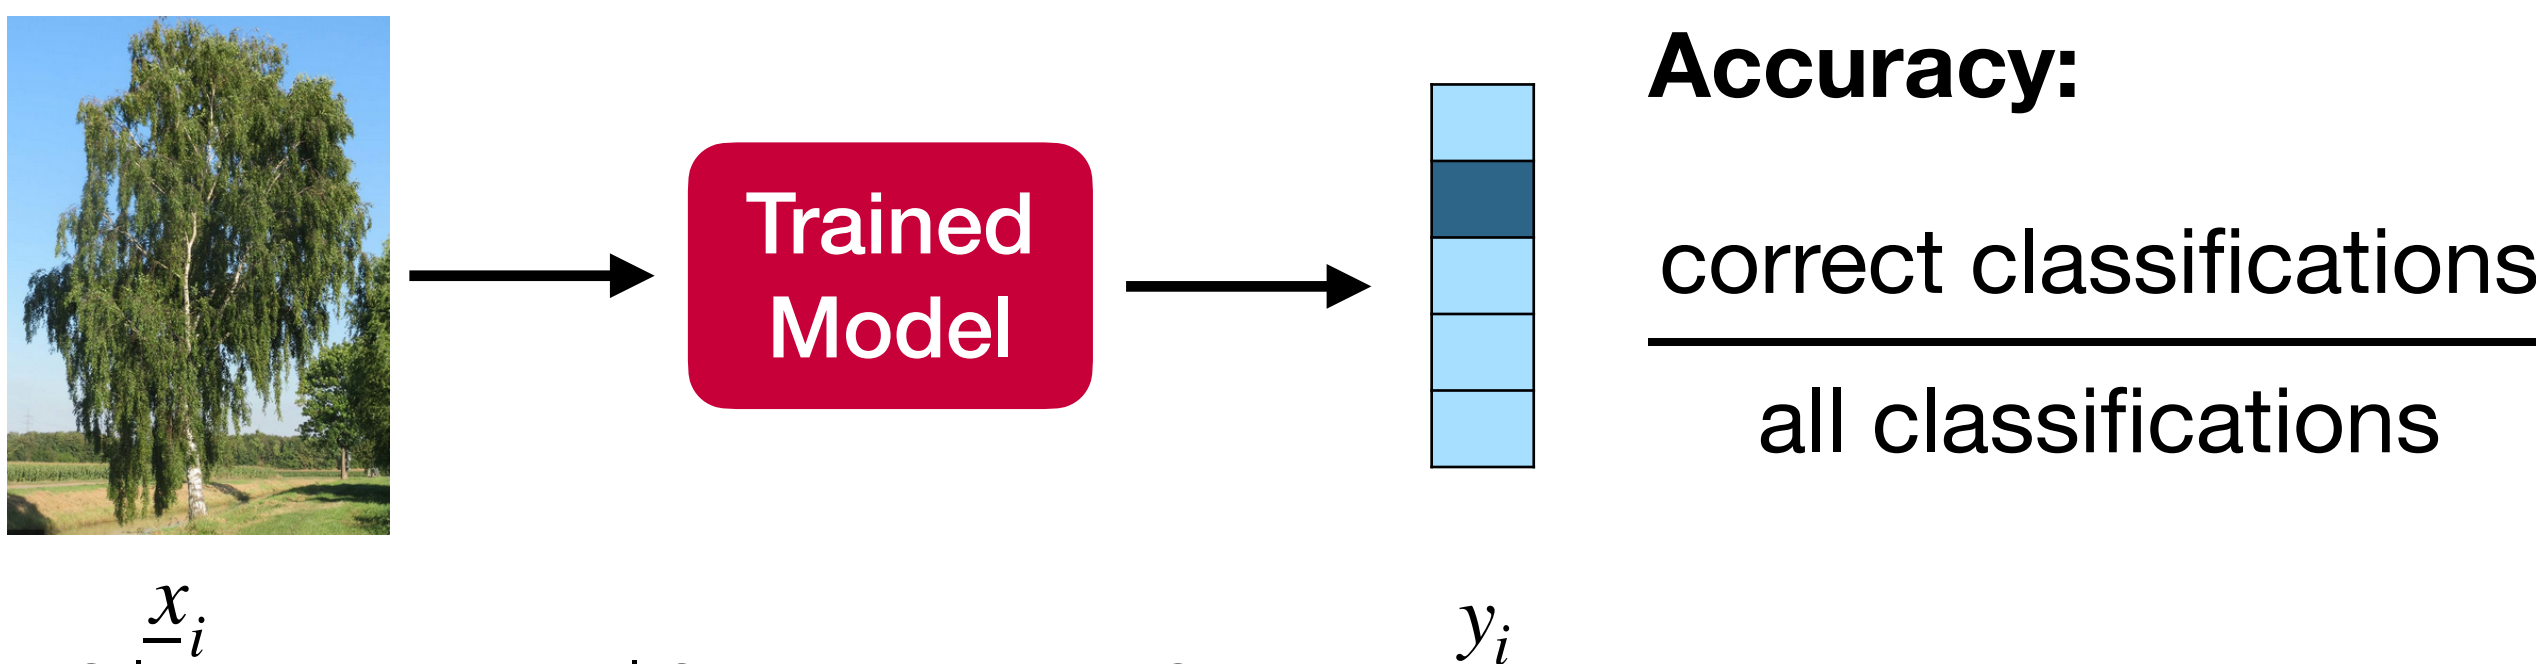 Trained
Model
Accuracy:
correct classifications
all classifications
x_i
y_i